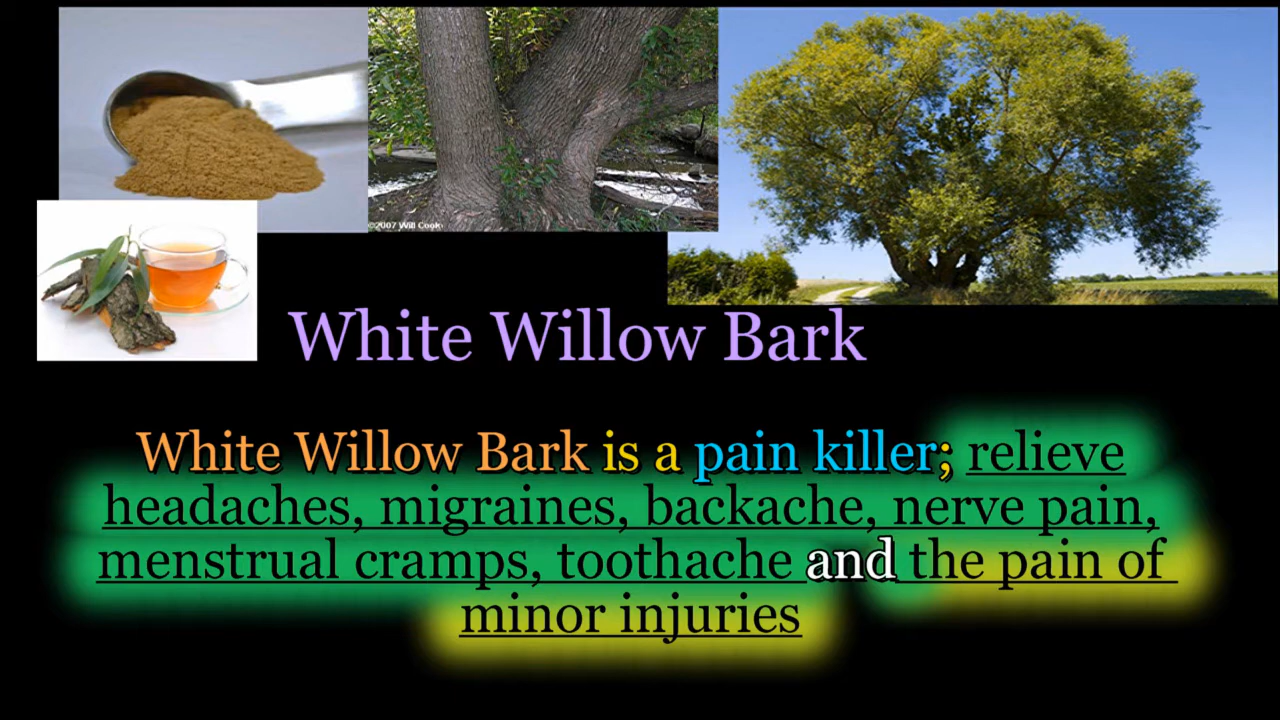 ©2007 Will Cook
White Willow Bark
White Willow Bark is a pain killer; relieve
headaches, migraines, backache, nerve pain,
menstrual cramps, toothache and the pain of
minor injuries